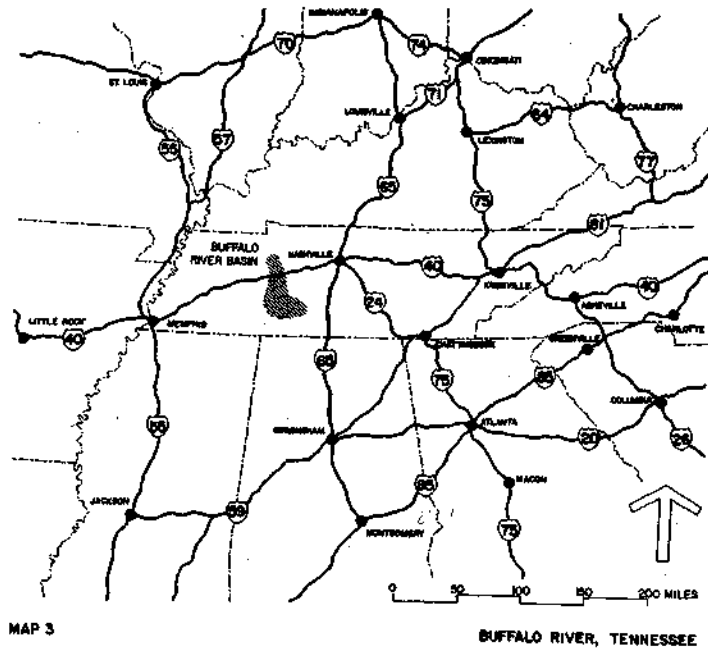 INDIANAPOLIS
70
74
CINCINNATI
ST. LOUIS
71
LOUISVILLE
64
CHARLESTON
LEXINGTON
55
57
77
65
75
81
BUFFALO
RIVER BASIN
NASHVILLE
40
KNOXVILLE
40
ASHEVILLE
24
LITTLE ROCK
40
MEMPHIS
CHARLOTTE
GREENVILLE
CHATTANOOGA
65
75
85
COLUMBIA
55
BIRMINGHAM
ATLANTA
20
26
JACKSON
59
85
MACON
MONTGOMERY
75
0 50 100 150 200 MILES
MAP 3
BUFFALO RIVER, TENNESSEE